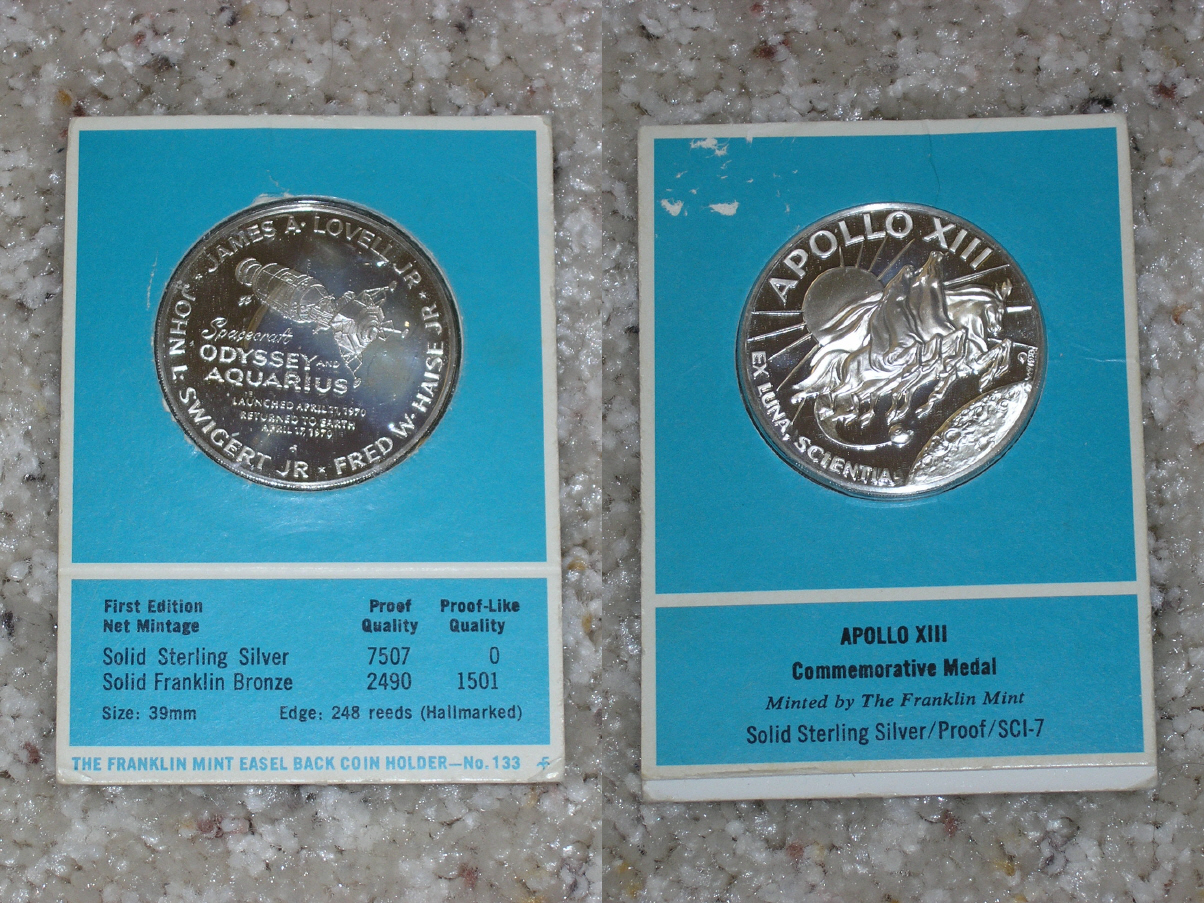 JAMES A. LOVELL JR. * FRED W. HAISE JR. * JOHN L. SWIGERT JR.
Spacecraft
ODYSSEY AND
AQUARIUS
LAUNCHED APRIL 11, 1970
RETURNED TO EARTH
APRIL 17, 1970
First Edition Proof Proof-Like
Net Mintage Quality Quality
Solid Sterling Silver 7507 0
Solid Franklin Bronze 2490 1501
Size: 39mm Edge: 248 reeds (Hallmarked)
THE FRANKLIN MINT EASEL BACK COIN HOLDER—No. 133
APOLLO XIII
EX LUNA, SCIENTIA
APOLLO XIII
Commemorative Medal
Minted by The Franklin Mint
Solid Sterling Silver/Proof/SCI-7